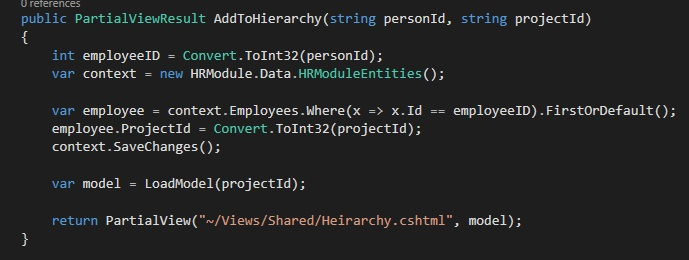 0 references
public PartialViewResult AddToHierarchy(string personId, string projectId)
{
int employeeID = Convert.ToInt32(personId);
var context = new HRModule.Data.HRModuleEntities();
var employee = context.Employees.Where(x => x.Id == employeeID).FirstOrDefault();
employee.ProjectId = Convert.ToInt32(projectId);
context.SaveChanges();
var model = LoadModel(projectId);
return PartialView("~/Views/Shared/Heirarchy.cshtml", model);
}